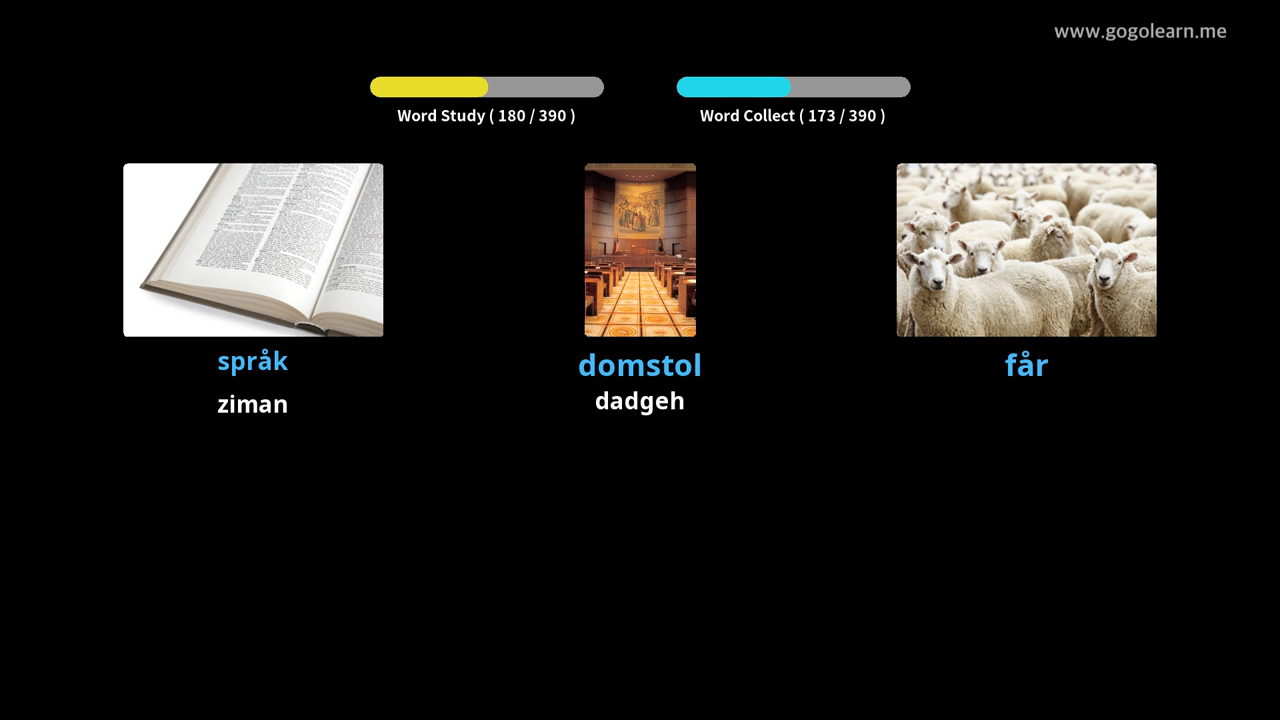 www.gogolearn.me
Word Study ( 180 / 390 )
Word Collect ( 173 / 390 )
språk
ziman
domstol
dadgeh
får